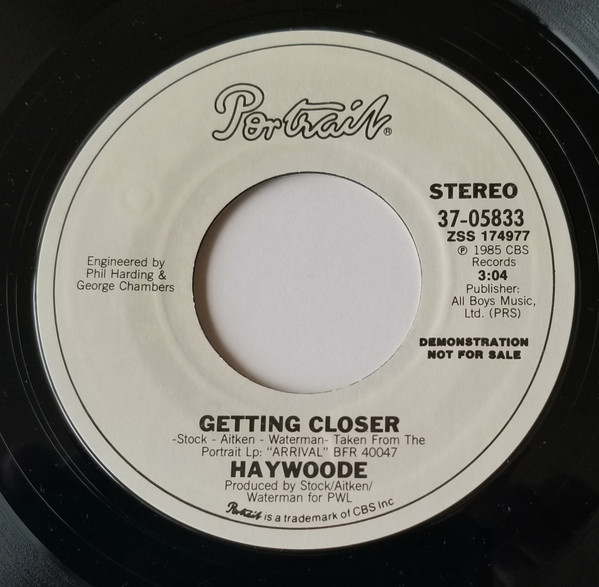 Portrait®
STEREO
37-05833
ZSS 174977
℗ 1985 CBS
Records
3:04
Publisher:
All Boys Music,
Ltd. (PRS)
Engineered by
Phil Harding &
George Chambers
DEMONSTRATION
NOT FOR SALE
GETTING CLOSER
-Stock - Aitken - Waterman- Taken From The
Portrait Lp: "ARRIVAL" BFR 40047
HAYWOODE
Produced by Stock/Aitken/
Waterman for PWL
Portrait is a trademark of CBS Inc